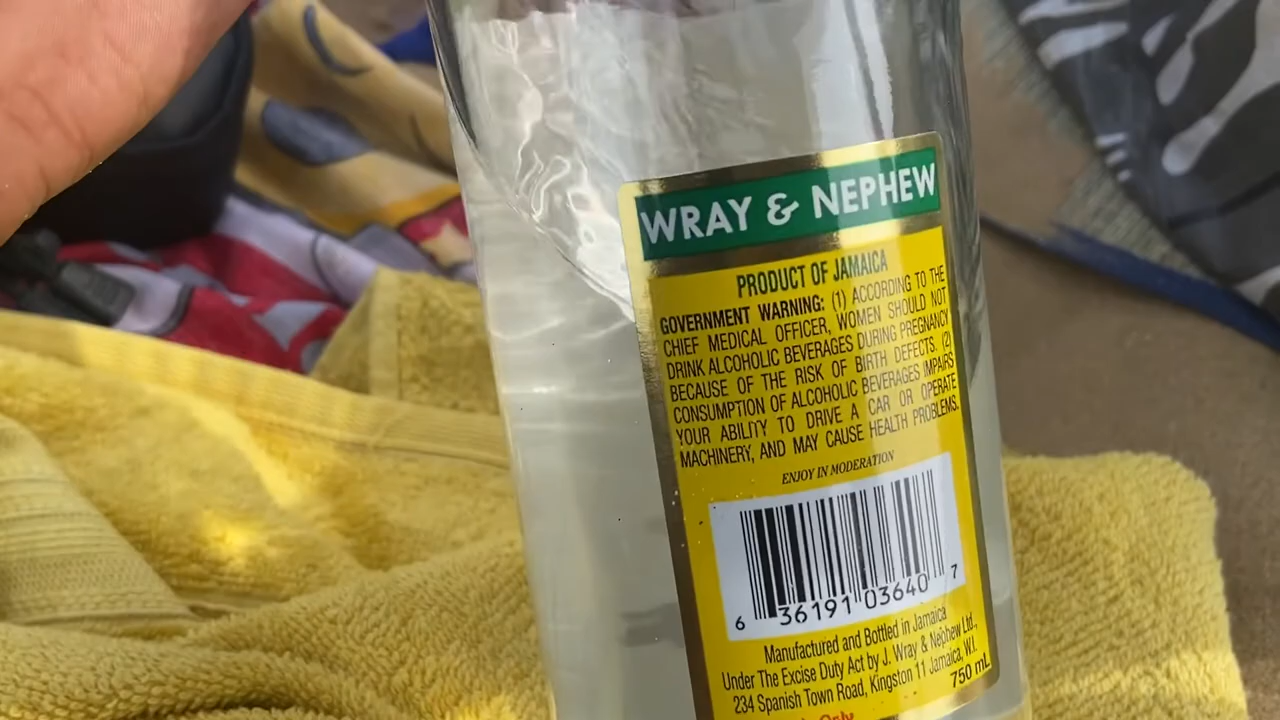 WRAY & NEPHEW
PRODUCT OF JAMAICA
GOVERNMENT WARNING: (1) ACCORDING TO THE
CHIEF MEDICAL OFFICER, WOMEN SHOULD NOT
DRINK ALCOHOLIC BEVERAGES DURING PREGNANCY
BECAUSE OF THE RISK OF BIRTH DEFECTS. (2)
CONSUMPTION OF ALCOHOLIC BEVERAGES IMPAIRS
YOUR ABILITY TO DRIVE A CAR OR OPERATE
MACHINERY, AND MAY CAUSE HEALTH PROBLEMS.
ENJOY IN MODERATION
6 36191 03640 7
Manufactured and Bottled in Jamaica
Under The Excise Duty Act by J. Wray & Nephew Ltd.
234 Spanish Town Road, Kingston 11 Jamaica, W.I.
750 mL
Only